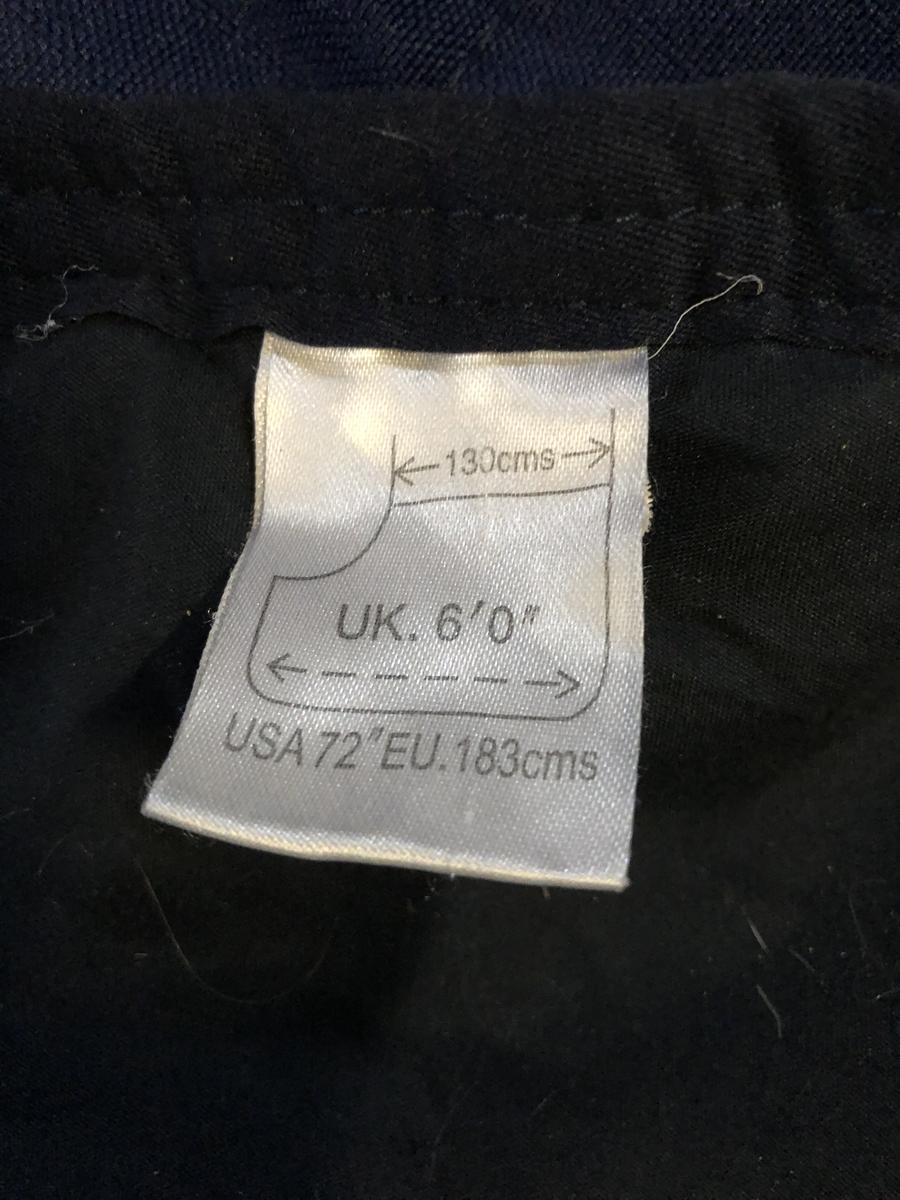 130cms
UK. 6'0"
USA 72" EU. 183cms